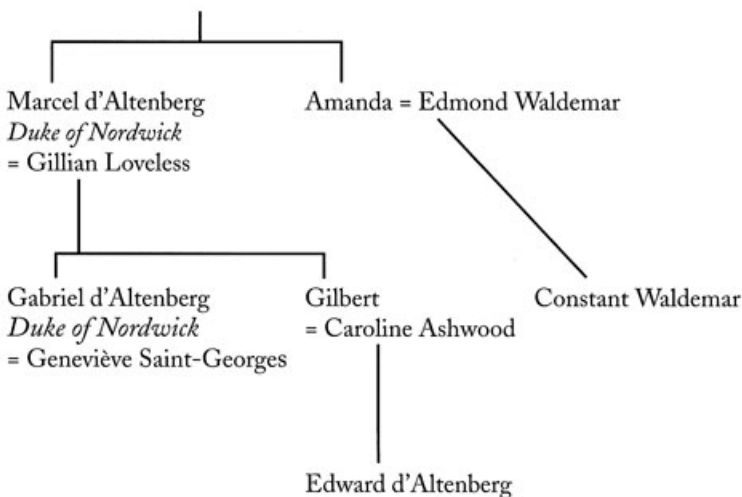 Marcel d’Altenberg
Duke of Nordwick
= Gillian Loveless
Amanda = Edmond Waldemar
Gabriel d’Altenberg
Duke of Nordwick
= Geneviève Saint-Georges
Gilbert
= Caroline Ashwood
Constant Waldemar
Edward d’Altenberg